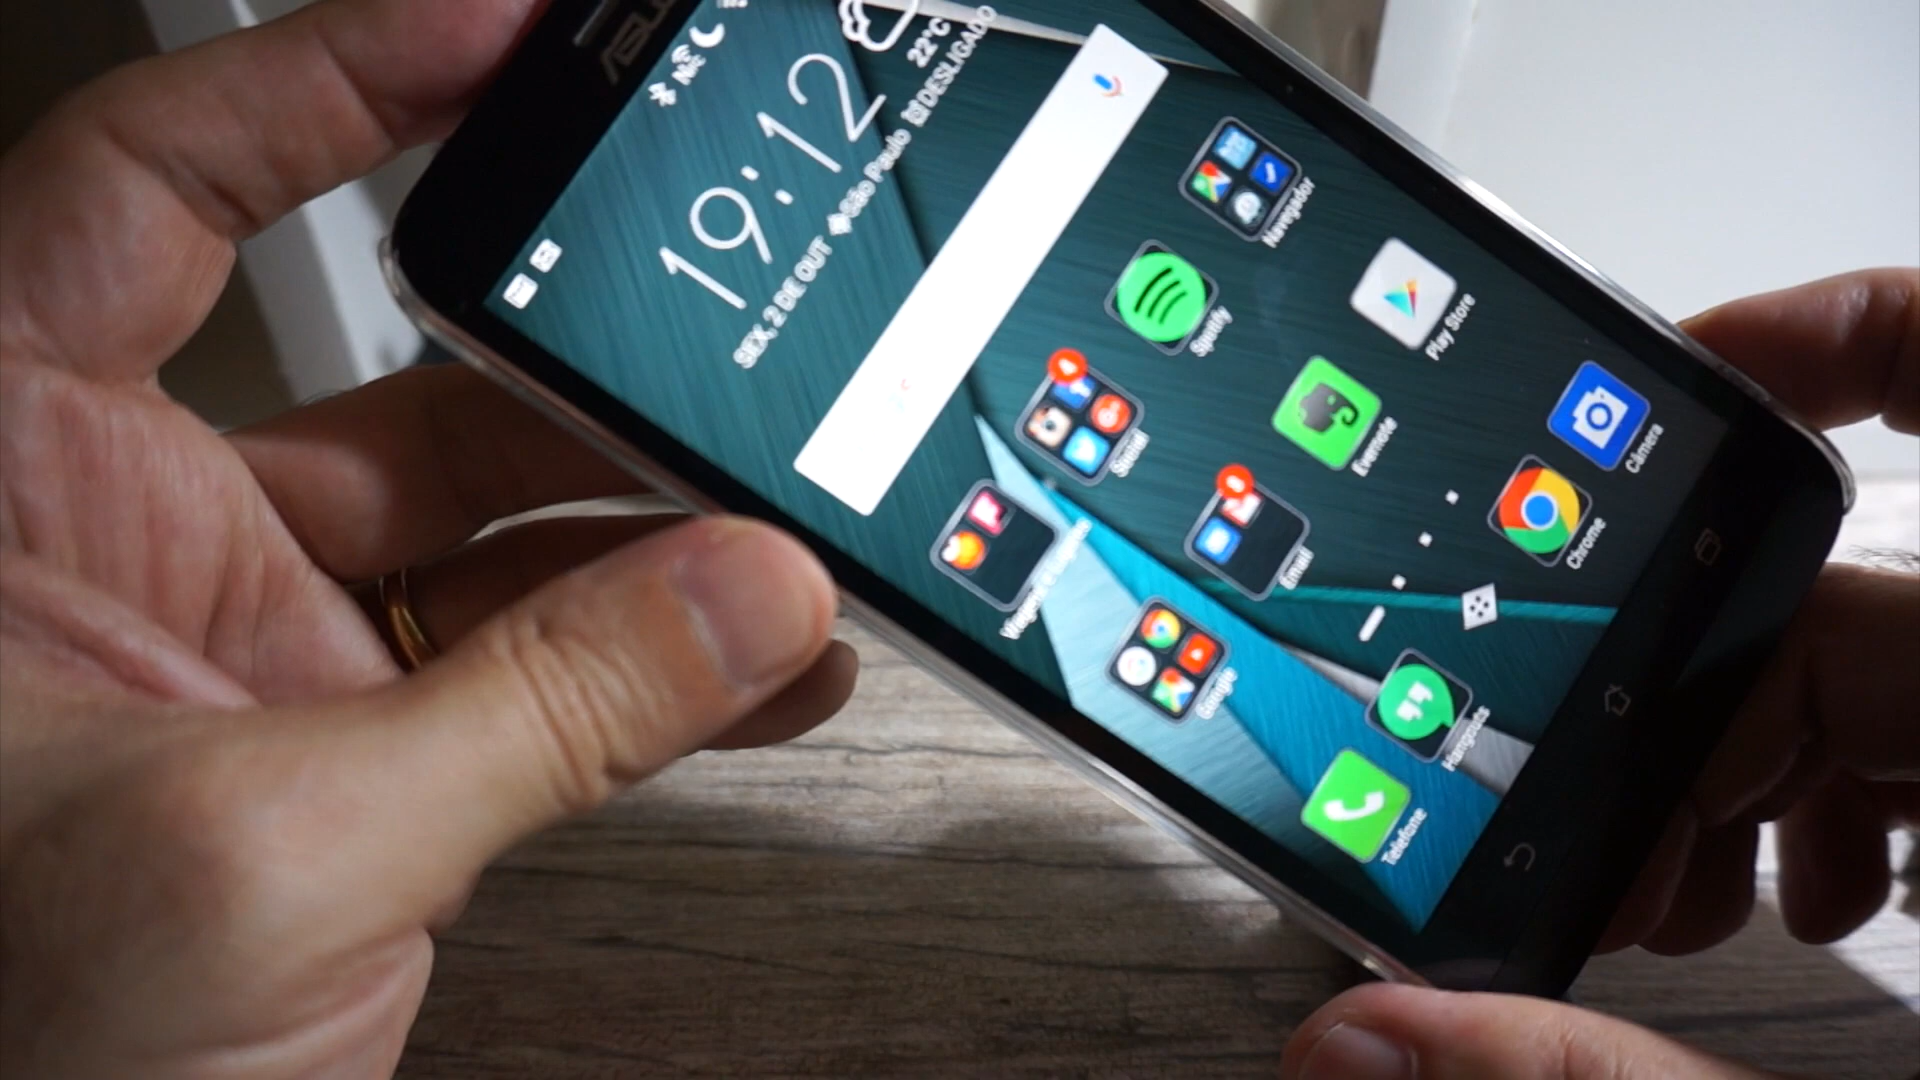 ASUS
22°C
19:12
SEX, 2 DE OUT
São Paulo
DESLIGADO
Navegador
Spotify
Play Store
4
Social
Evernote
Câmera
Email
Chrome
Google
Hangouts
Telefone